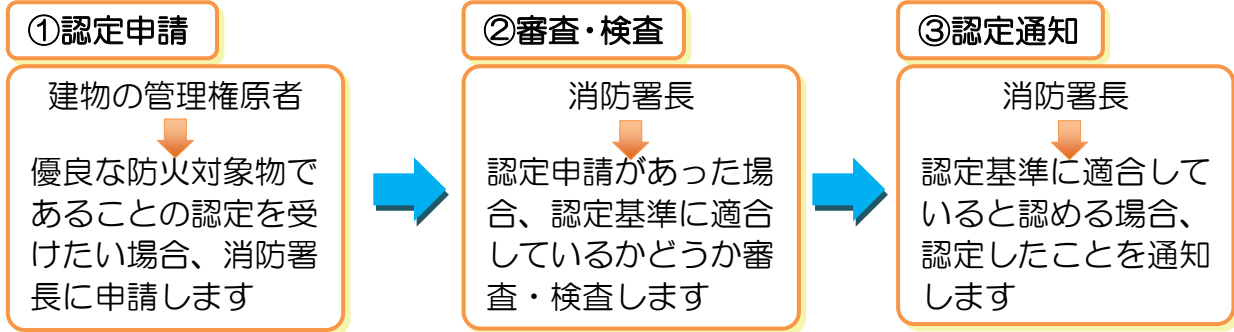 ①認定申請
建物の管理権原者
優良な防火対象物で
あることの認定を受
けたい場合、消防署
長に申請します
②審査・検査
消防署長
認定申請があった場
合、認定基準に適合
しているかどうか審
査・検査します
③認定通知
消防署長
認定基準に適合して
いると認める場合、
認定したことを通知
します